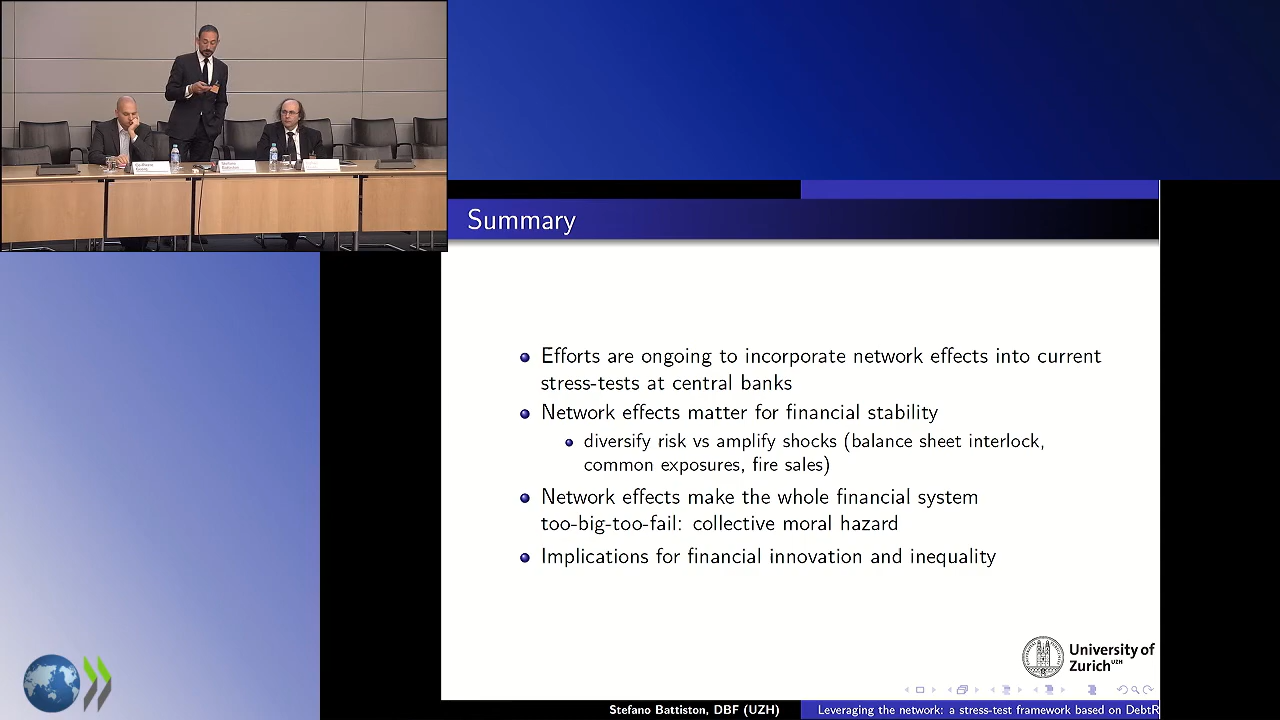 Summary
Efforts are ongoing to incorporate network effects into current
stress-tests at central banks
Network effects matter for financial stability
diversify risk vs amplify shocks (balance sheet interlock,
common exposures, fire sales)
Network effects make the whole financial system
too-big-too-fail: collective moral hazard
Implications for financial innovation and inequality
University of
Zurich UZH
Stefano Battiston, DBF (UZH)
Leveraging the network: a stress-test framework based on DebtR